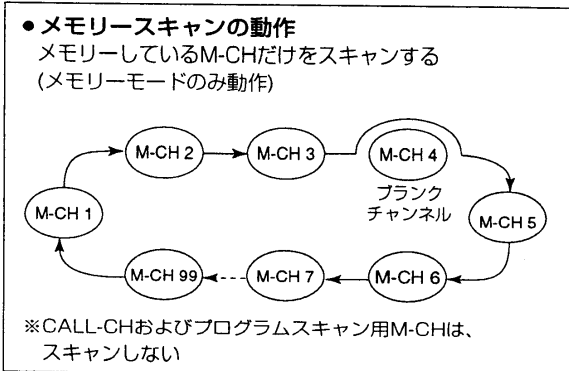 ●メモリースキャンの動作
メモリーしているM-CHだけをスキャンする
(メモリーモードのみ動作)
M-CH 1
M-CH 2
M-CH 3
M-CH 4
ブランク
チャンネル
M-CH 5
M-CH 6
M-CH 7
M-CH 99
※CALL-CHおよびプログラムスキャン用M-CHは、
スキャンしない